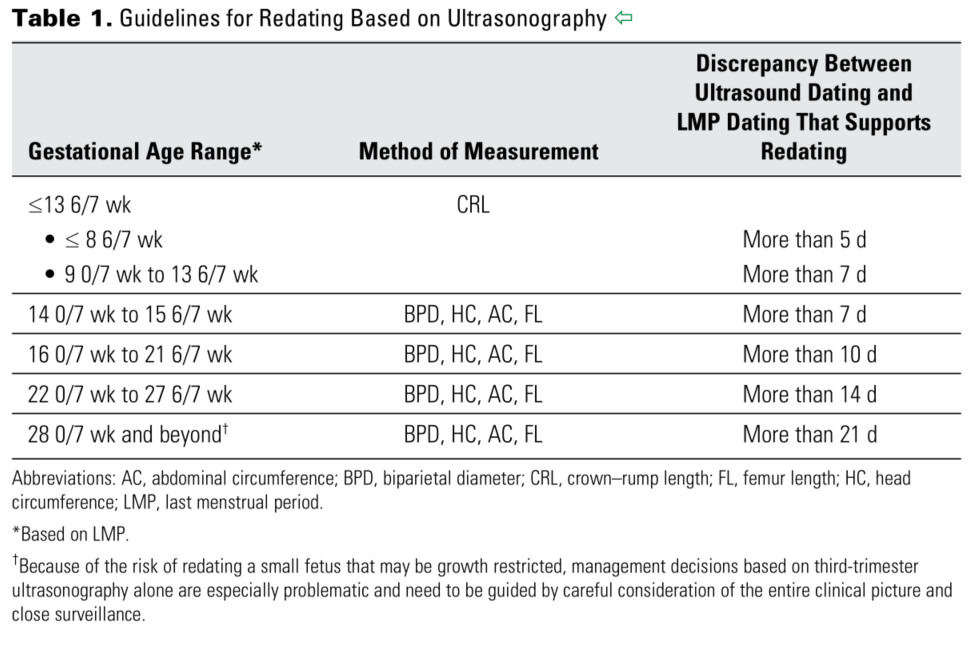 Table 1. Guidelines for Redating Based on Ultrasonography ⇦
Gestational Age Range* Method of Measurement Discrepancy Between
Ultrasound Dating and
LMP Dating That Supports
Redating
≤13 6/7 wk CRL
• ≤ 8 6/7 wk More than 5 d
• 9 0/7 wk to 13 6/7 wk More than 7 d
14 0/7 wk to 15 6/7 wk BPD, HC, AC, FL More than 7 d
16 0/7 wk to 21 6/7 wk BPD, HC, AC, FL More than 10 d
22 0/7 wk to 27 6/7 wk BPD, HC, AC, FL More than 14 d
28 0/7 wk and beyond† BPD, HC, AC, FL More than 21 d
Abbreviations: AC, abdominal circumference; BPD, biparietal diameter; CRL, crown–rump length; FL, femur length; HC, head
circumference; LMP, last menstrual period.
*Based on LMP.
†Because of the risk of redating a small fetus that may be growth restricted, management decisions based on third-trimester
ultrasonography alone are especially problematic and need to be guided by careful consideration of the entire clinical picture and
close surveillance.